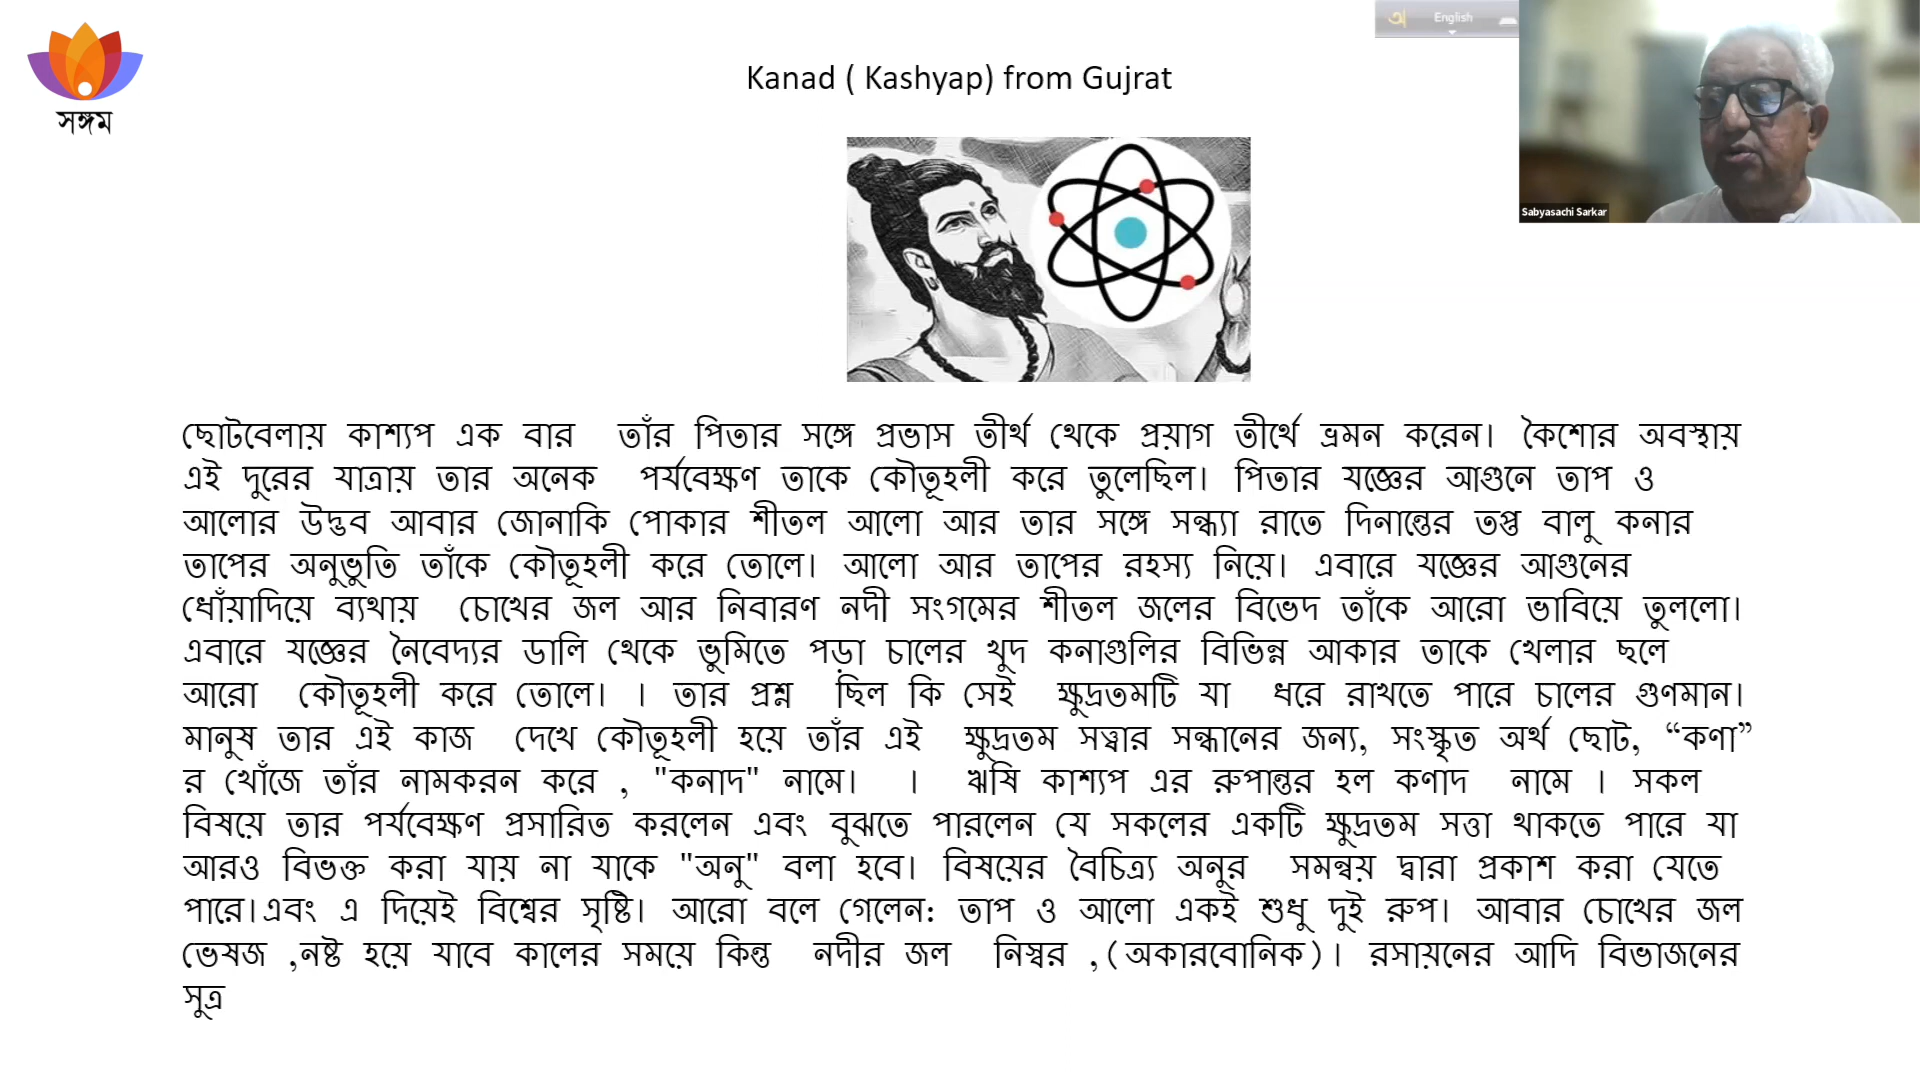 সঙ্গম
Kanad ( Kashyap) from Gujrat
English
Sabyasachi Sarkar
ছোটবেলায় কাশ্যপ এক বার তাঁর পিতার সঙ্গে প্রভাস তীর্থ থেকে প্রয়াগ তীর্থে ভ্রমন করেন। কৈশোর অবস্থায়
এই দুরের যাত্রায় তার অনেক পর্যবেক্ষণ তাকে কৌতূহলী করে তুলেছিল। পিতার যজ্ঞের আগুনে তাপ ও
আলোর উদ্ভব আবার জোনাকি পোকার শীতল আলো আর তার সঙ্গে সন্ধ্যা রাতে দিনান্তের তপ্ত বালু কনার
তাপের অনুভুতি তাঁকে কৌতূহলী করে তোলে। আলো আর তাপের রহস্য নিয়ে। এবারে যজ্ঞের আগুনের
ধোঁয়াদিয়ে ব্যথায় চোখের জল আর নিবারণ নদী সংগমের শীতল জলের বিভেদ তাঁকে আরো ভাবিয়ে তুললো।
এবারে যজ্ঞের নৈবেদ্যর ডালি থেকে ভুমিতে পড়া চালের খুদ কনাগুলির বিভিন্ন আকার তাকে খেলার ছলে
আরো কৌতূহলী করে তোলে। । তার প্রশ্ন ছিল কি সেই ক্ষুদ্রতমটি যা ধরে রাখতে পারে চালের গুণমান।
মানুষ তার এই কাজ দেখে কৌতূহলী হয়ে তাঁর এই ক্ষুদ্রতম সত্ত্বার সন্ধানের জন্য, সংস্কৃত অর্থ ছোট, “কণা”
র খোঁজে তাঁর নামকরন করে , "কনাদ" নামে। । ঋষি কাশ্যপ এর রুপান্তর হল কণাদ নামে । সকল
বিষয়ে তার পর্যবেক্ষণ প্রসারিত করলেন এবং বুঝতে পারলেন যে সকলের একটি ক্ষুদ্রতম সত্তা থাকতে পারে যা
আরও বিভক্ত করা যায় না যাকে "অনু" বলা হবে। বিষয়ের বৈচিত্র্য অনুর সমন্বয় দ্বারা প্রকাশ করা যেতে
পারে।এবং এ দিয়েই বিশ্বের সৃষ্টি। আরো বলে গেলেন: তাপ ও আলো একই শুধু দুই রুপ। আবার চোখের জল
ভেষজ ,নষ্ট হয়ে যাবে কালের সময়ে কিন্ত নদীর জল নিস্বর ,(অকারবোনিক)। রসায়নের আদি বিভাজনের
সুত্র